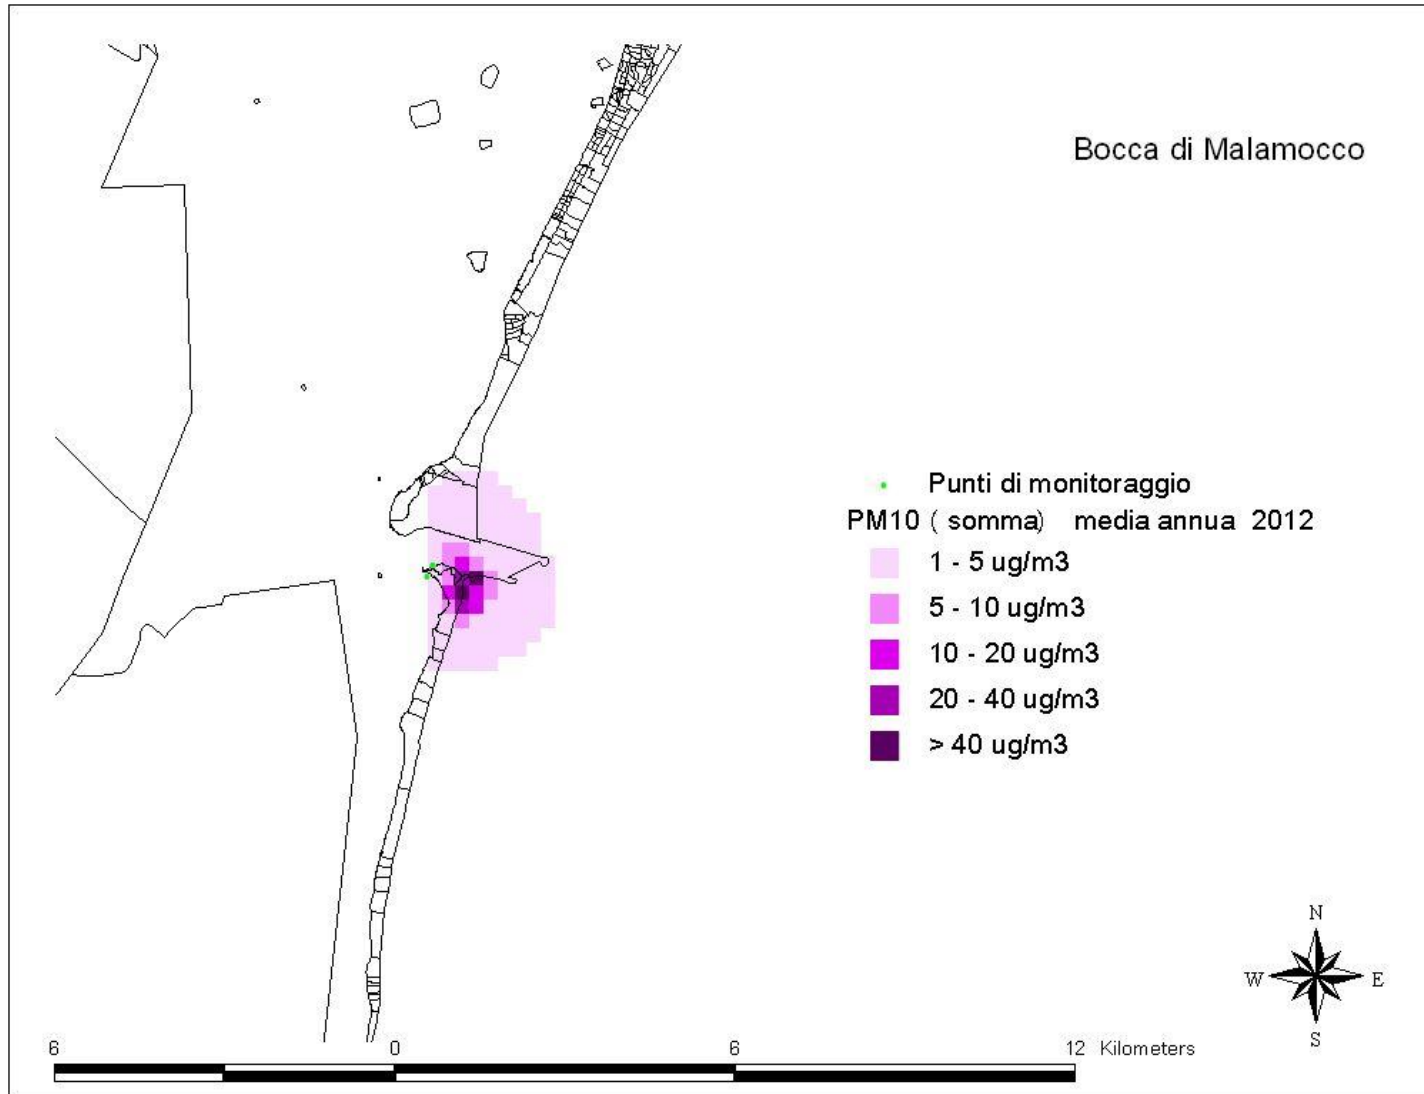 Bocca di Malamocco
Punti di monitoraggio
PM10 ( somma) media annua 2012
1 - 5 ug/m3
5 - 10 ug/m3
10 - 20 ug/m3
20 - 40 ug/m3
> 40 ug/m3
N
W E
S
6 0 6 12 Kilometers